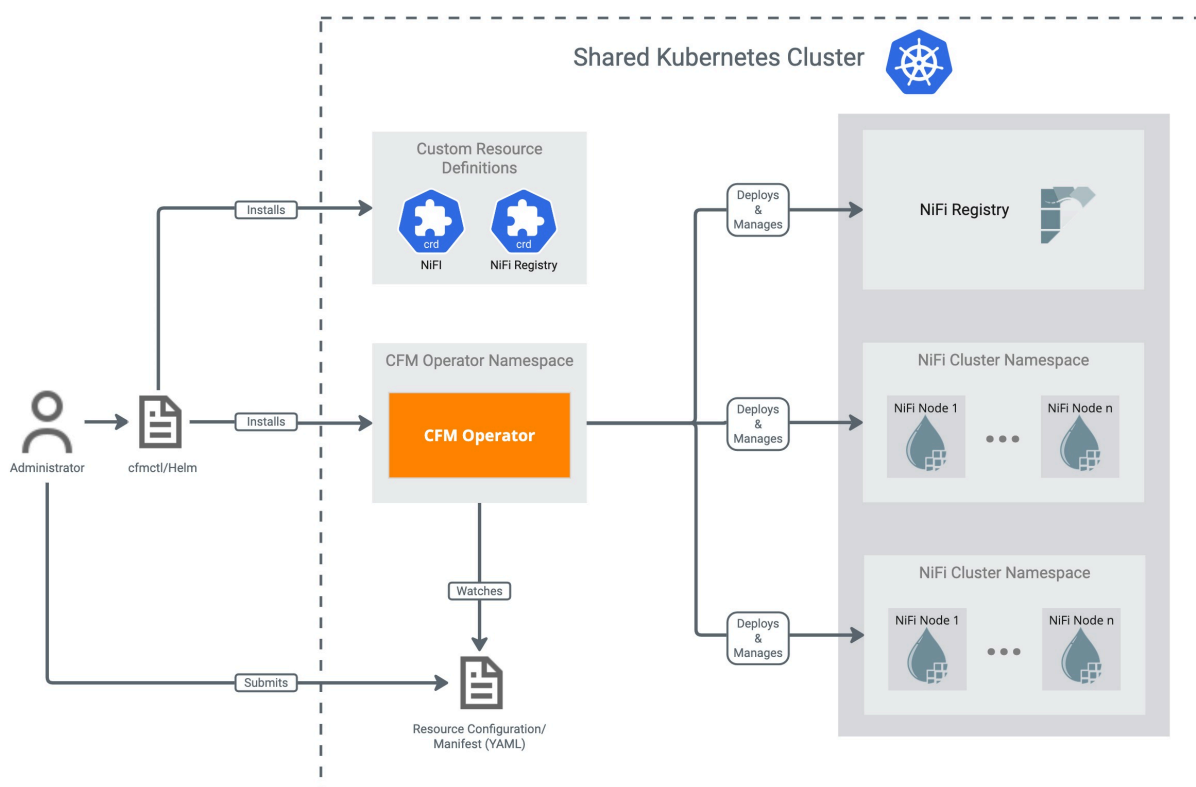 Shared Kubernetes Cluster
Custom Resource
Definitions
crd
NiFI
crd
NiFi Registry
Installs
Deploys
&
Manages
NiFi Registry
CFM Operator Namespace
CFM Operator
Administrator
cfmctl/Helm
Installs
Deploys
&
Manages
NiFi Cluster Namespace
NiFi Node 1
NiFi Node n
Watches
Submits
Resource Configuration/
Manifest (YAML)
Deploys
&
Manages
NiFi Cluster Namespace
NiFi Node 1
NiFi Node n